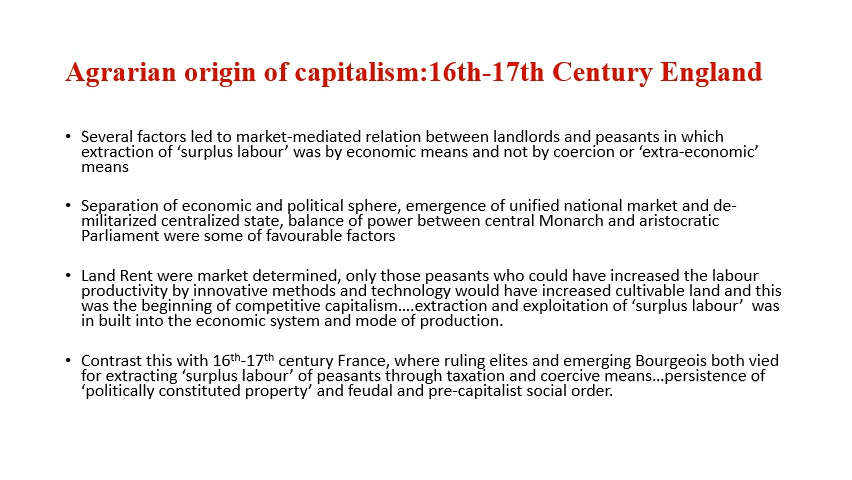 Agrarian origin of capitalism:16th-17th Century England
• Several factors led to market-mediated relation between landlords and peasants in which
extraction of ‘surplus labour’ was by economic means and not by coercion or ‘extra-economic’
means
• Separation of economic and political sphere, emergence of unified national market and de-
militarized centralized state, balance of power between central Monarch and aristocratic
Parliament were some of favourable factors
• Land Rent were market determined, only those peasants who could have increased the labour
productivity by innovative methods and technology would have increased cultivable land and this
was the beginning of competitive capitalism….extraction and exploitation of ‘surplus labour’  was
in built into the economic system and mode of production.
• Contrast this with 16th-17th century France, where ruling elites and emerging Bourgeois both vied
for extracting ‘surplus labour’ of peasants through taxation and coercive means…persistence of
‘politically constituted property’ and feudal and pre-capitalist social order.